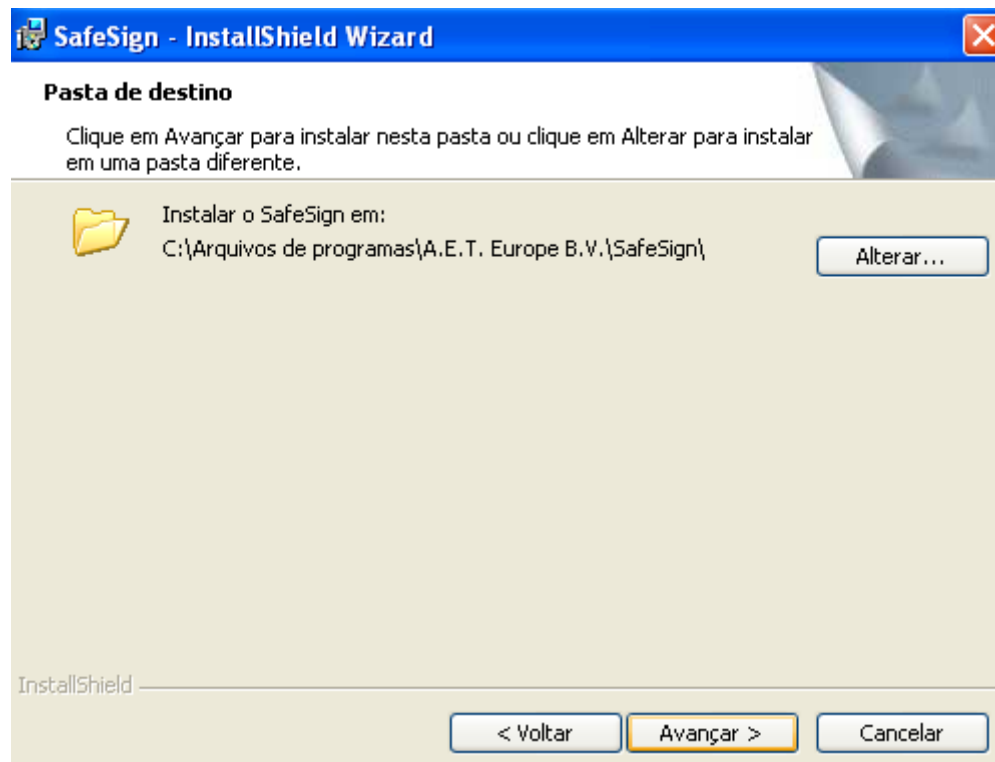 SafeSign - InstallShield Wizard
Pasta de destino
Clique em Avançar para instalar nesta pasta ou clique em Alterar para instalar
em uma pasta diferente.
Instalar o SafeSign em:
C:\Arquivos de programas\A.E.T. Europe B.V.\SafeSign\
Alterar...
InstallShield
< Voltar
Avançar >
Cancelar